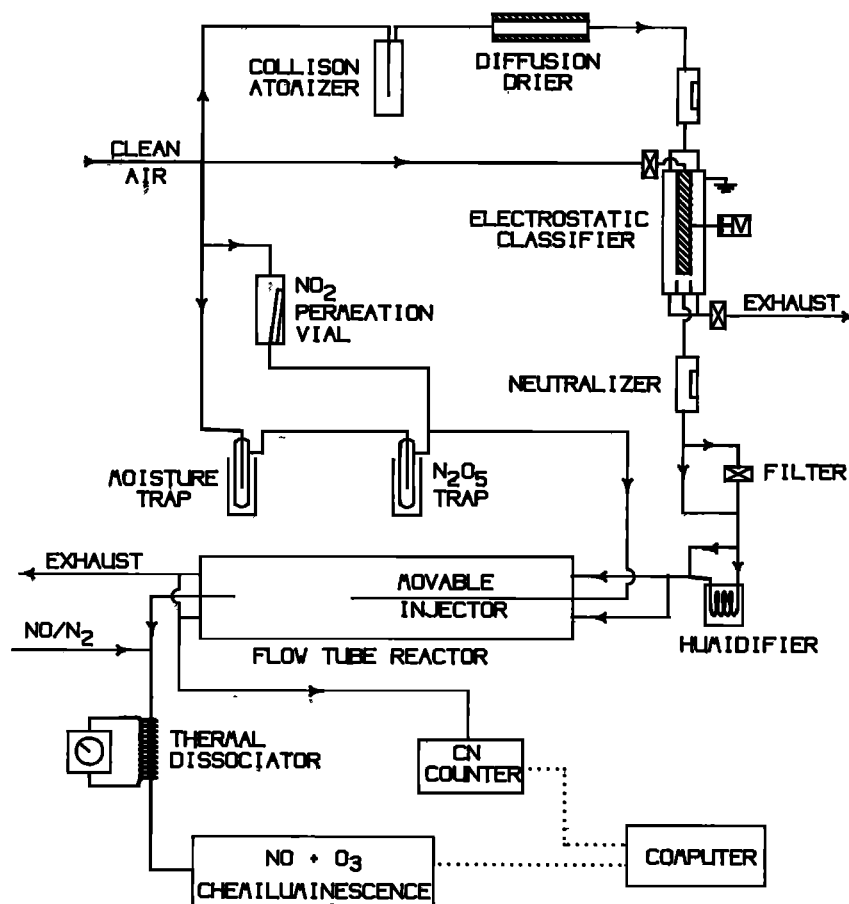 COLLISON
ATOMIZER
DIFFUSION
DRIER
CLEAN
AIR
ELECTROSTATIC
CLASSIFIER
HV
NO₂
PERMEATION
VIAL
EXHAUST
NEUTRALIZER
MOISTURE
TRAP
N₂O₅
TRAP
FILTER
EXHAUST
MOVABLE
INJECTOR
NO/N₂
FLOW TUBE REACTOR
HUMIDIFIER
THERMAL
DISSOCIATOR
CN
COUNTER
NO + O₃
CHEMILUMINESCENCE
COMPUTER